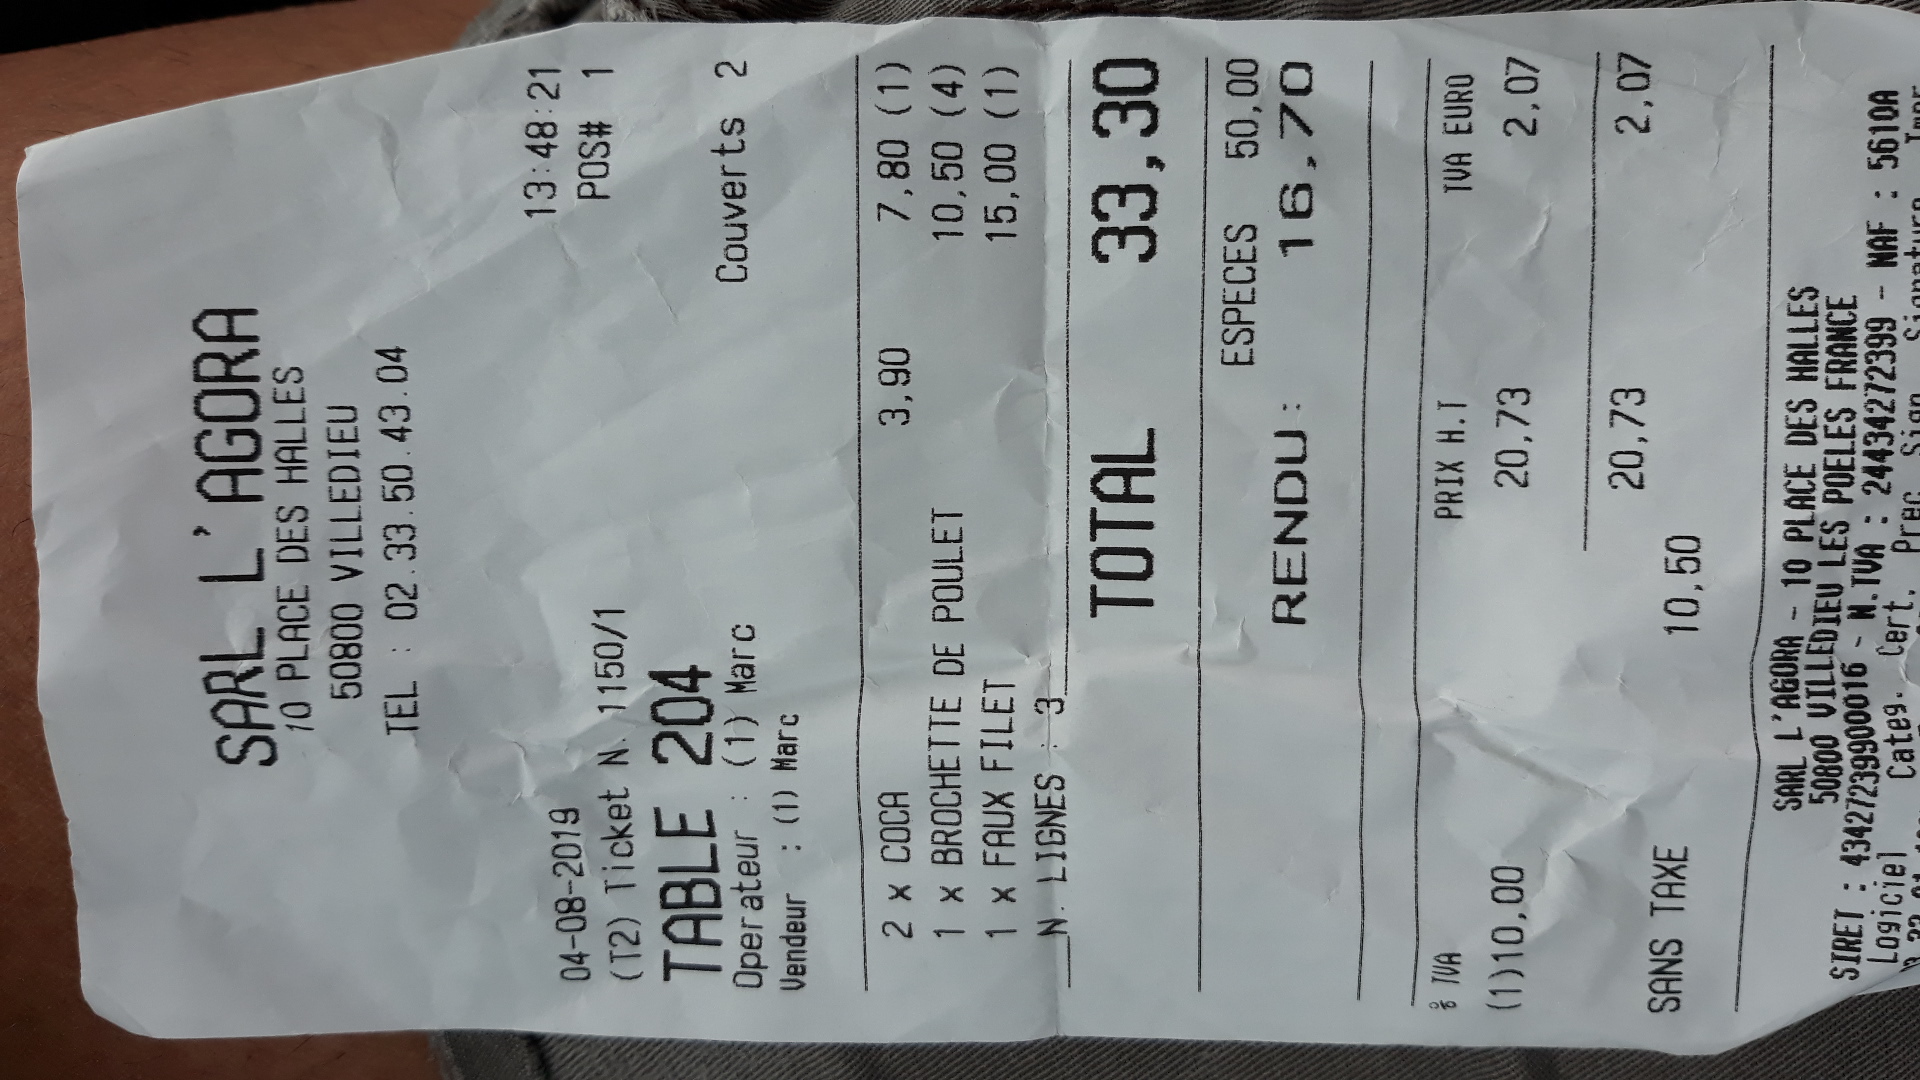 SARL L'AGORA
10 PLACE DES HALLES
50800 VILLEDIEU
TEL : 02.33.50.43.04
04-08-2019 13:48:21
(T2) Ticket N. 1150/1 POS# 1
TABLE 204
Operateur : (1) Marc Couverts 2
Vendeur : (1) Marc
2 x COCA 3,90 7,80 (1)
1 x BROCHETTE DE POULET 10,50 (4)
1 x FAUX FILET 15,00 (1)
N. LIGNES : 3
TOTAL 33,30
ESPECES 50,00
RENDU : 16,70
% TVA PRIX H.T TVA EURO
(1)10,00 20,73 2,07
20,73 2,07
SANS TAXE 10,50
SARL L'AGORA - 10 PLACE DES HALLES
50800 VILLEDIEU LES POELES FRANCE
SIRET : 43427239900016 - N.TVA : 24434272399 - NAF : 5610A
Logiciel Categ. Cert. Prec Sign Signature